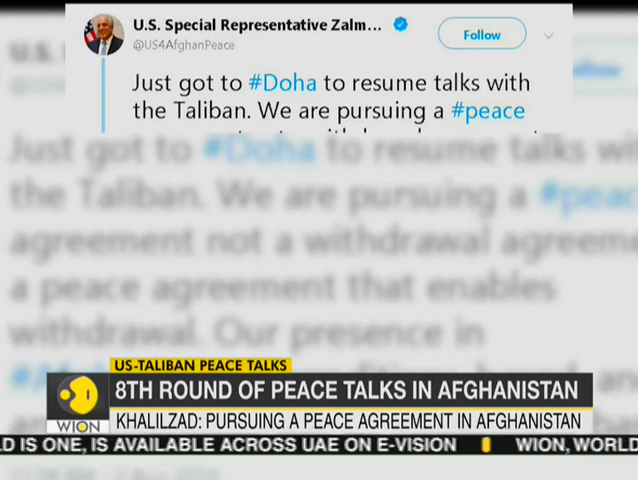 U.S. Special Representative Zalm...
@US4AfghanPeace
Follow
Just got to #Doha to resume talks with
the Taliban. We are pursuing a #peace
Just got to #Doha to resume talks wi
the Taliban. We are pursuing a #peac
agreement not a withdrawal agreeme
a peace agreement that enables
withdrawal. Our presence in
US-TALIBAN PEACE TALKS
8TH ROUND OF PEACE TALKS IN AFGHANISTAN
KHALILZAD: PURSUING A PEACE AGREEMENT IN AFGHANISTAN
WION
LD IS ONE, IS AVAILABLE ACROSS UAE ON E-VISION WION, WORLD